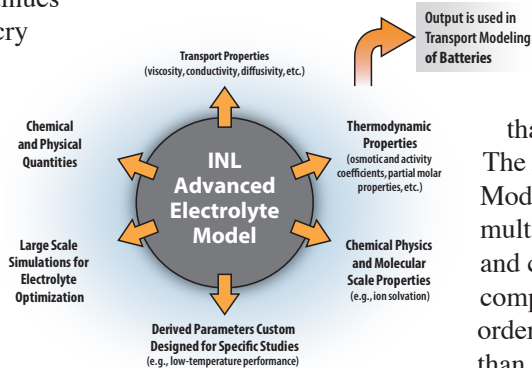 Output is used in
Transport Modeling
of Batteries
Transport Properties
(viscosity, conductivity, diffusivity, etc.)
Chemical
and Physical
Quantities
INL
Advanced
Electrolyte
Model
Thermodynamic
Properties
(osmotic and activity
coefficients, partial molar
properties, etc.)
Large Scale
Simulations for
Electrolyte
Optimization
Chemical Physics
and Molecular
Scale Properties
(e.g., ion solvation)
Derived Parameters Custom
Designed for Specific Studies
(e.g., low-temperature performance)
The
Mod
mult
and
comp
orde
than